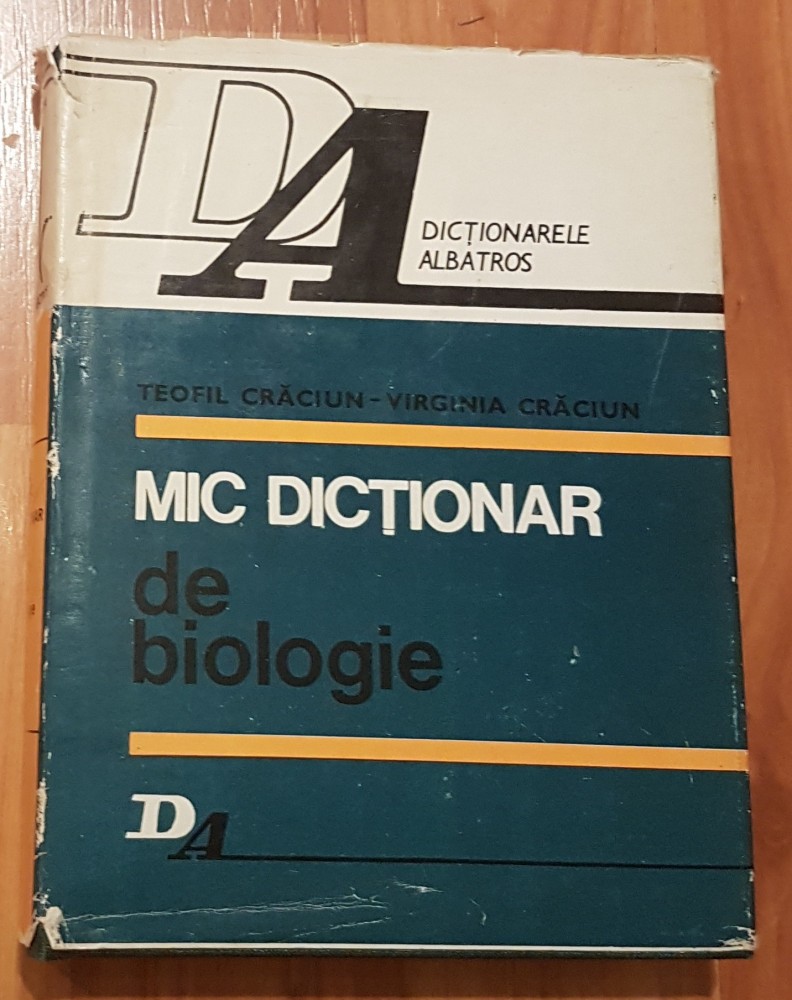 DA
DICȚIONARELE
ALBATROS
TEOFIL CRĂCIUN-VIRGINIA CRĂCIUN
MIC DICȚIONAR
de
biologie
DA